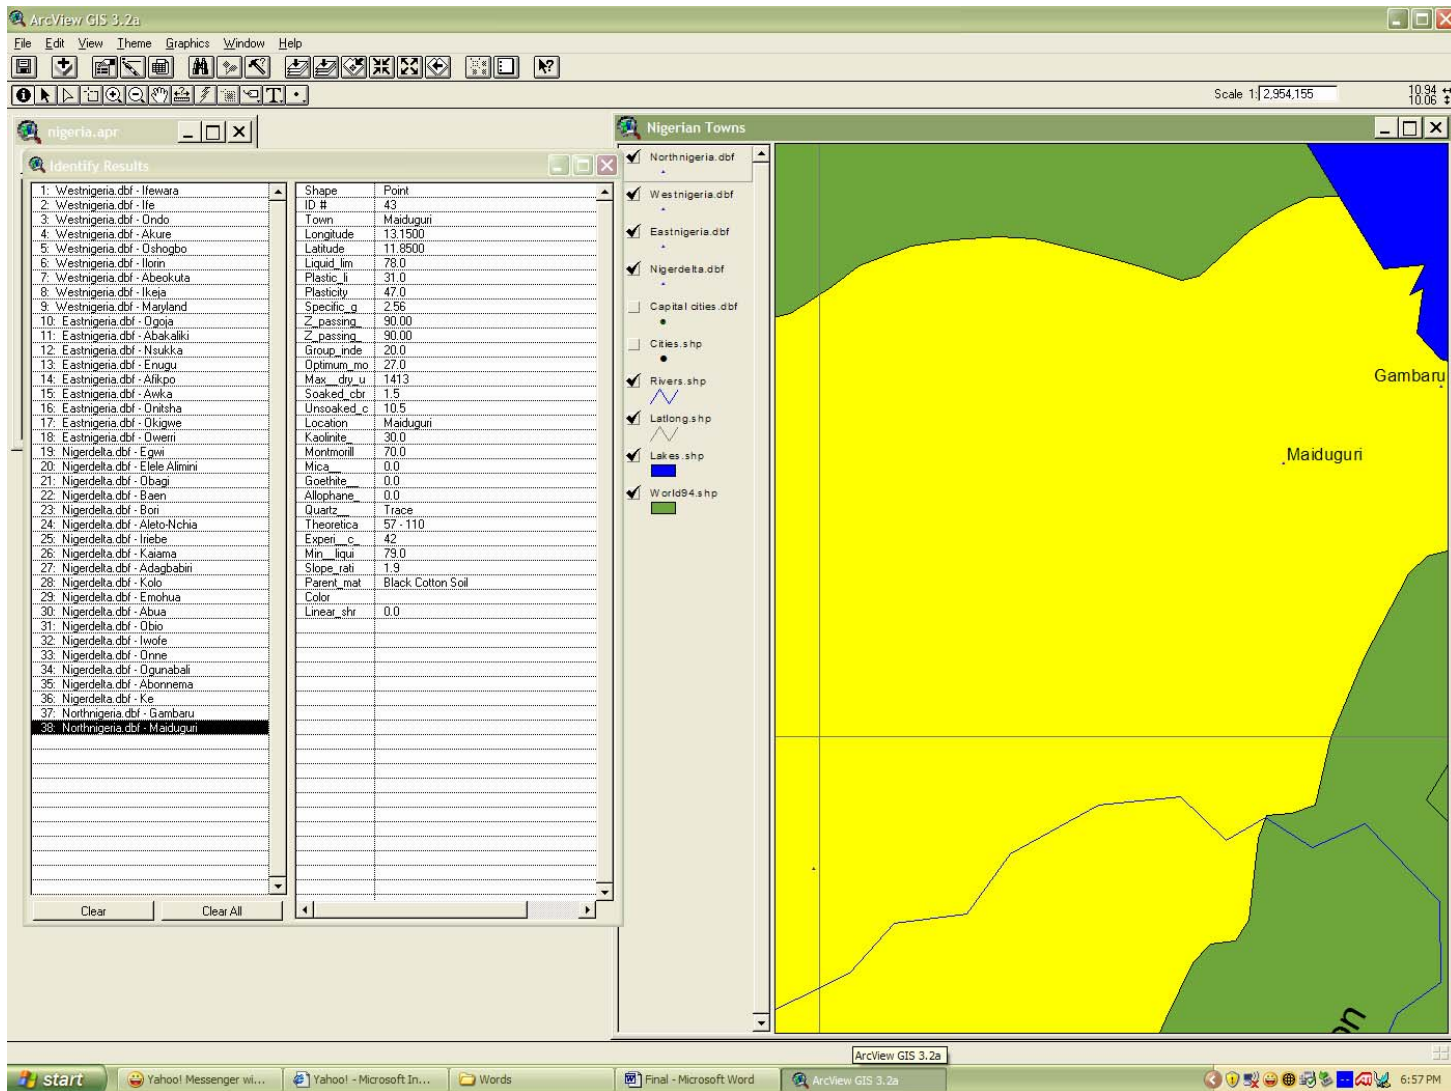 ArcView GIS 3.2a
File Edit View Theme Graphics Window Help
Scale 1: 2,954,155
10.94
10.06
nigeria.apr
Identify Results
1: Westnigeria.dbf - Ifewara
2: Westnigeria.dbf - Ife
3: Westnigeria.dbf - Ondo
4: Westnigeria.dbf - Akure
5: Westnigeria.dbf - Oshogbo
6: Westnigeria.dbf - Ilorin
7: Westnigeria.dbf - Abeokuta
8: Westnigeria.dbf - Ikeja
9: Westnigeria.dbf - Maryland
10: Eastnigeria.dbf - Ogoja
11: Eastnigeria.dbf - Abakaliki
12: Eastnigeria.dbf - Nsukka
13: Eastnigeria.dbf - Enugu
14: Eastnigeria.dbf - Afikpo
15: Eastnigeria.dbf - Awka
16: Eastnigeria.dbf - Onitsha
17: Eastnigeria.dbf - Okigwe
18: Eastnigeria.dbf - Owerri
19: Nigerdelta.dbf - Egwi
20: Nigerdelta.dbf - Elele Alimini
21: Nigerdelta.dbf - Obagi
22: Nigerdelta.dbf - Baen
23: Nigerdelta.dbf - Bori
24: Nigerdelta.dbf - Aleto-Nchia
25: Nigerdelta.dbf - Iriebe
26: Nigerdelta.dbf - Kaiama
27: Nigerdelta.dbf - Adagbabiri
28: Nigerdelta.dbf - Kolo
29: Nigerdelta.dbf - Emohua
30: Nigerdelta.dbf - Abua
31: Nigerdelta.dbf - Obio
32: Nigerdelta.dbf - Iwofe
33: Nigerdelta.dbf - Onne
34: Nigerdelta.dbf - Ogunabali
35: Nigerdelta.dbf - Abonnema
36: Nigerdelta.dbf - Ke
37: Northnigeria.dbf - Gambaru
38: Northnigeria.dbf - Maiduguri
Clear Clear All
Shape Point
ID # 43
Town Maiduguri
Longitude 13.1500
Latitude 11.8500
Liquid_lim 78.0
Plastic_li 31.0
Plasticity 47.0
Specific_g 2.56
Z_passing_ 90.00
Z_passing_ 90.00
Group_inde 20.0
Optimum_mo 27.0
Max__dry_u 1413
Soaked_cbr 1.5
Unsoaked_c 10.5
Location Maiduguri
Kaolinite_ 30.0
Montmorill 70.0
Mica__ 0.0
Goethite__ 0.0
Allophane_ 0.0
Quartz__ Trace
Theoretica 57 - 110
Experi__c_ 42
Min__liqui 79.0
Slope_rati 1.9
Parent_mat Black Cotton Soil
Color
Linear_shr 0.0
Nigerian Towns
Northnigeria.dbf
Westnigeria.dbf
Eastnigeria.dbf
Nigerdelta.dbf
Capital cities.dbf
Cities.shp
Rivers.shp
Latlong.shp
Lakes.shp
World94.shp
Gambaru
Maiduguri
on
ArcView GIS 3.2a
start
Yahoo! Messenger wi...
Yahoo! - Microsoft In...
Words
Final - Microsoft Word
ArcView GIS 3.2a
6:57 PM